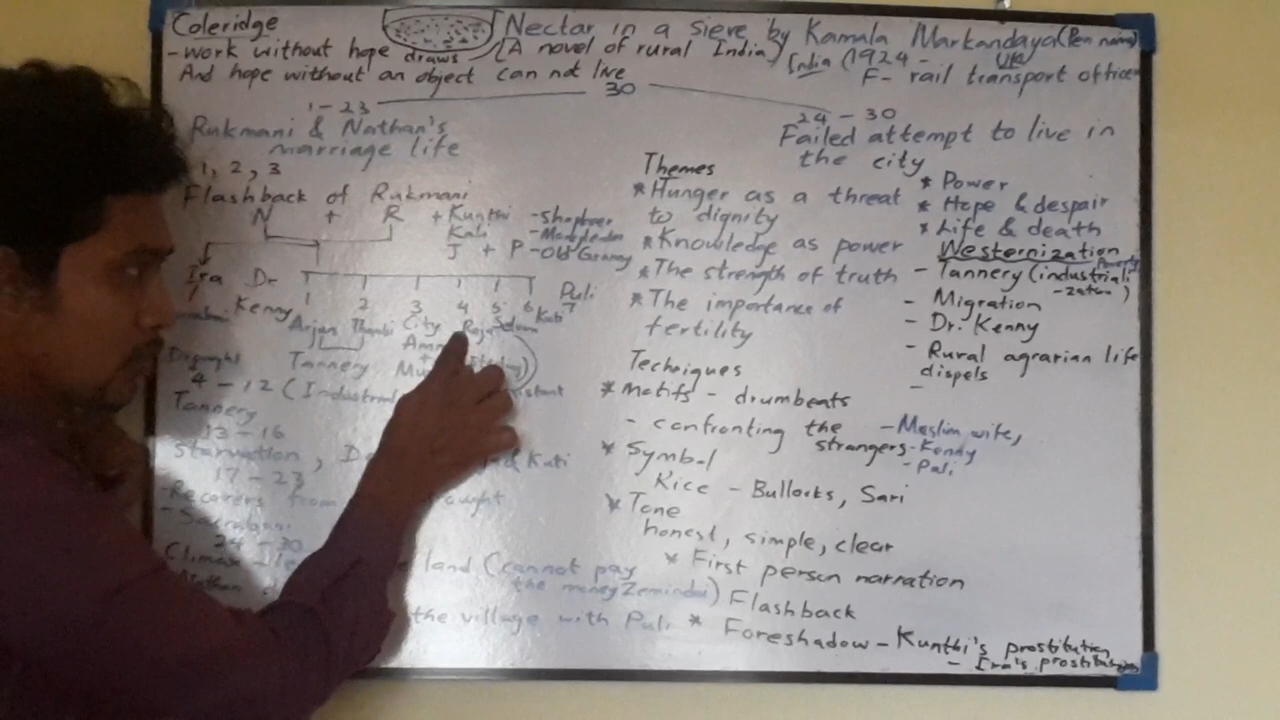 Coleridge
- work without hope draws
And hope without an object can not live
Nectar in a sieve by Kamala Markandaya (Pen name)
(A novel of rural India)
India (1924 - UK
F - rail transport officer
30
1 - 23
Rukmani & Nathan's
marriage life
1, 2, 3
Flashback of Rukmani
N + R + Kunthi - Shopkeeper
Kali
J + P - Old Granny
Ira Dr
Kenny
1 2 3 4 5 6 7
Puli
Arjun Thambi City Raja Selvam Kuti
Tannery
Drought
4 - 12 (Industrial
Tannery
13 - 16
Starvation, Kuti
17 - 23
- Recovers from
- Sacrabani
24 - 30
Climax land (cannot pay
the money Zemindar)
Nathan
the village with Puli
24 - 30
Failed attempt to live in
the city
Themes
* Hunger as a threat
to dignity
* Knowledge as power
* The strength of truth
* The importance of
fertility
* Power
* Hope & despair
* Life & death
Westernization
- Tannery (industriali
-zation)
Poverty
- Migration
- Dr. Kenny
- Rural agrarian life
dispels
-
Techniques
* Motifs - drumbeats
- confronting the
strangers
- Muslim wife,
- Kenny
- Puli
* Symbol
Rice - Bullocks, Sari
* Tone
honest, simple, clear
* First person narration
Flashback
* Foreshadow - Kunthi's prostitution
- Ira's prostitution